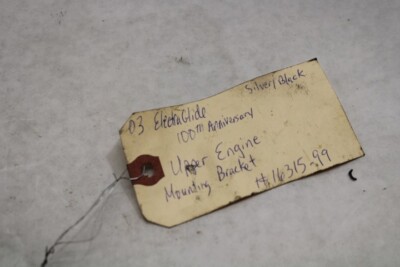 Silver/Black
03 ElectraGlide
100TH Anniversary
Upper Engine
Mounting Bracket
# 16315-99